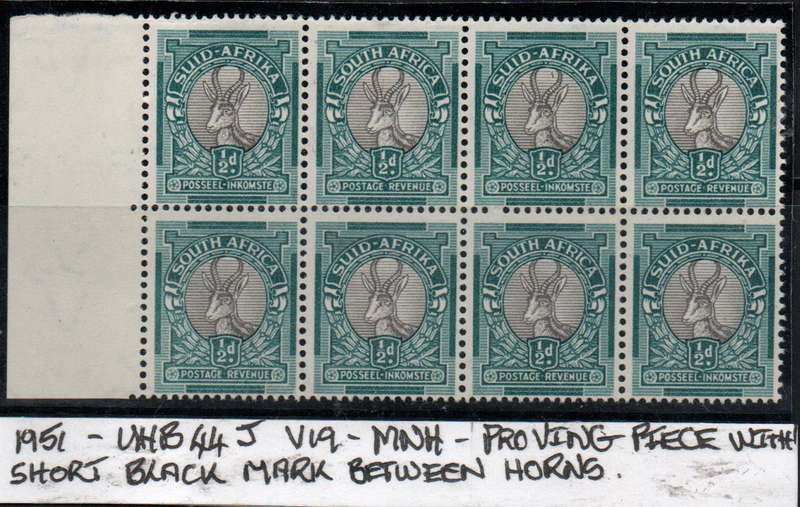 SUID-AFRIKA SOUTH AFRICA SUID-AFRIKA SOUTH AFRICA
½d. ½d. ½d. ½d.
POSSEEL-INKOMSTE POSTAGE REVENUE POSSEEL-INKOMSTE POSTAGE REVENUE
SOUTH AFRICA SUID-AFRIKA SOUTH AFRICA SUID-AFRIKA
½d. ½d. ½d. ½d.
POSTAGE REVENUE POSSEEL-INKOMSTE POSTAGE REVENUE POSSEEL-INKOMSTE
1951 - UHB 44 J V19 - MNH - PROVING PIECE WITH
SHORT BLACK MARK BETWEEN HORNS.